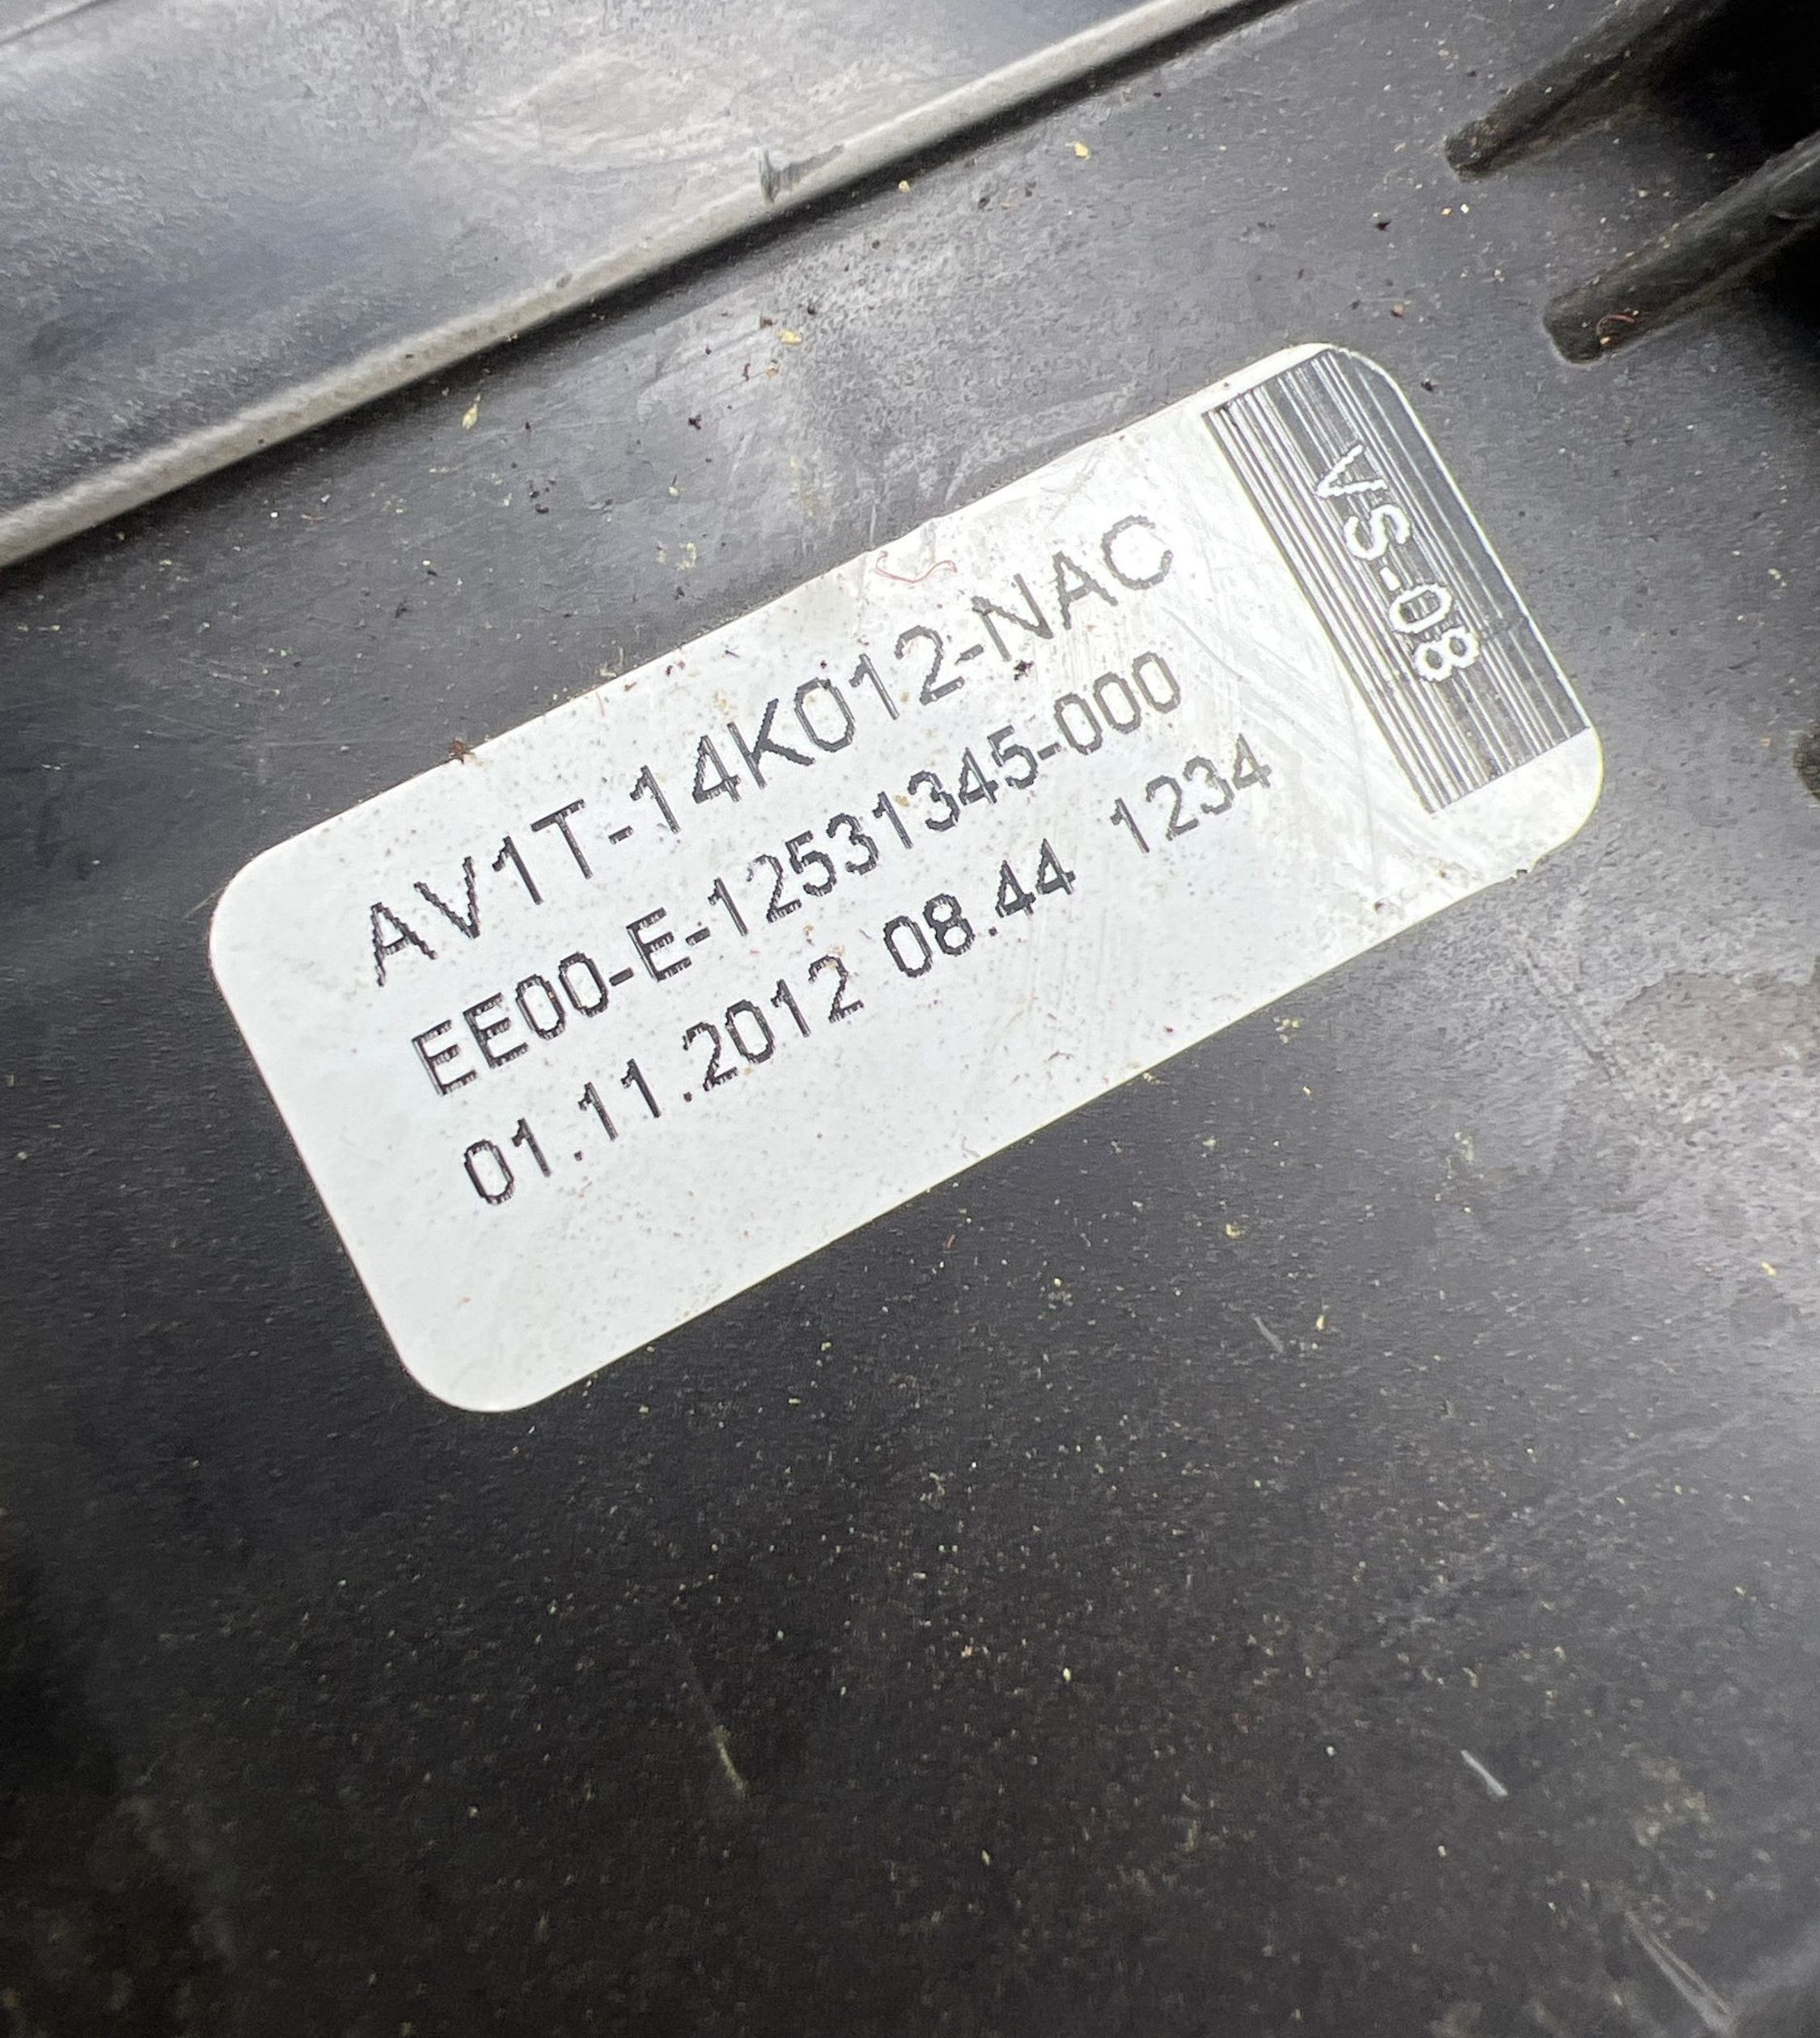 AV1T-14K012-NAC
EE00-E-12531345-000
01.11.2012 08.44 1234
VS-08